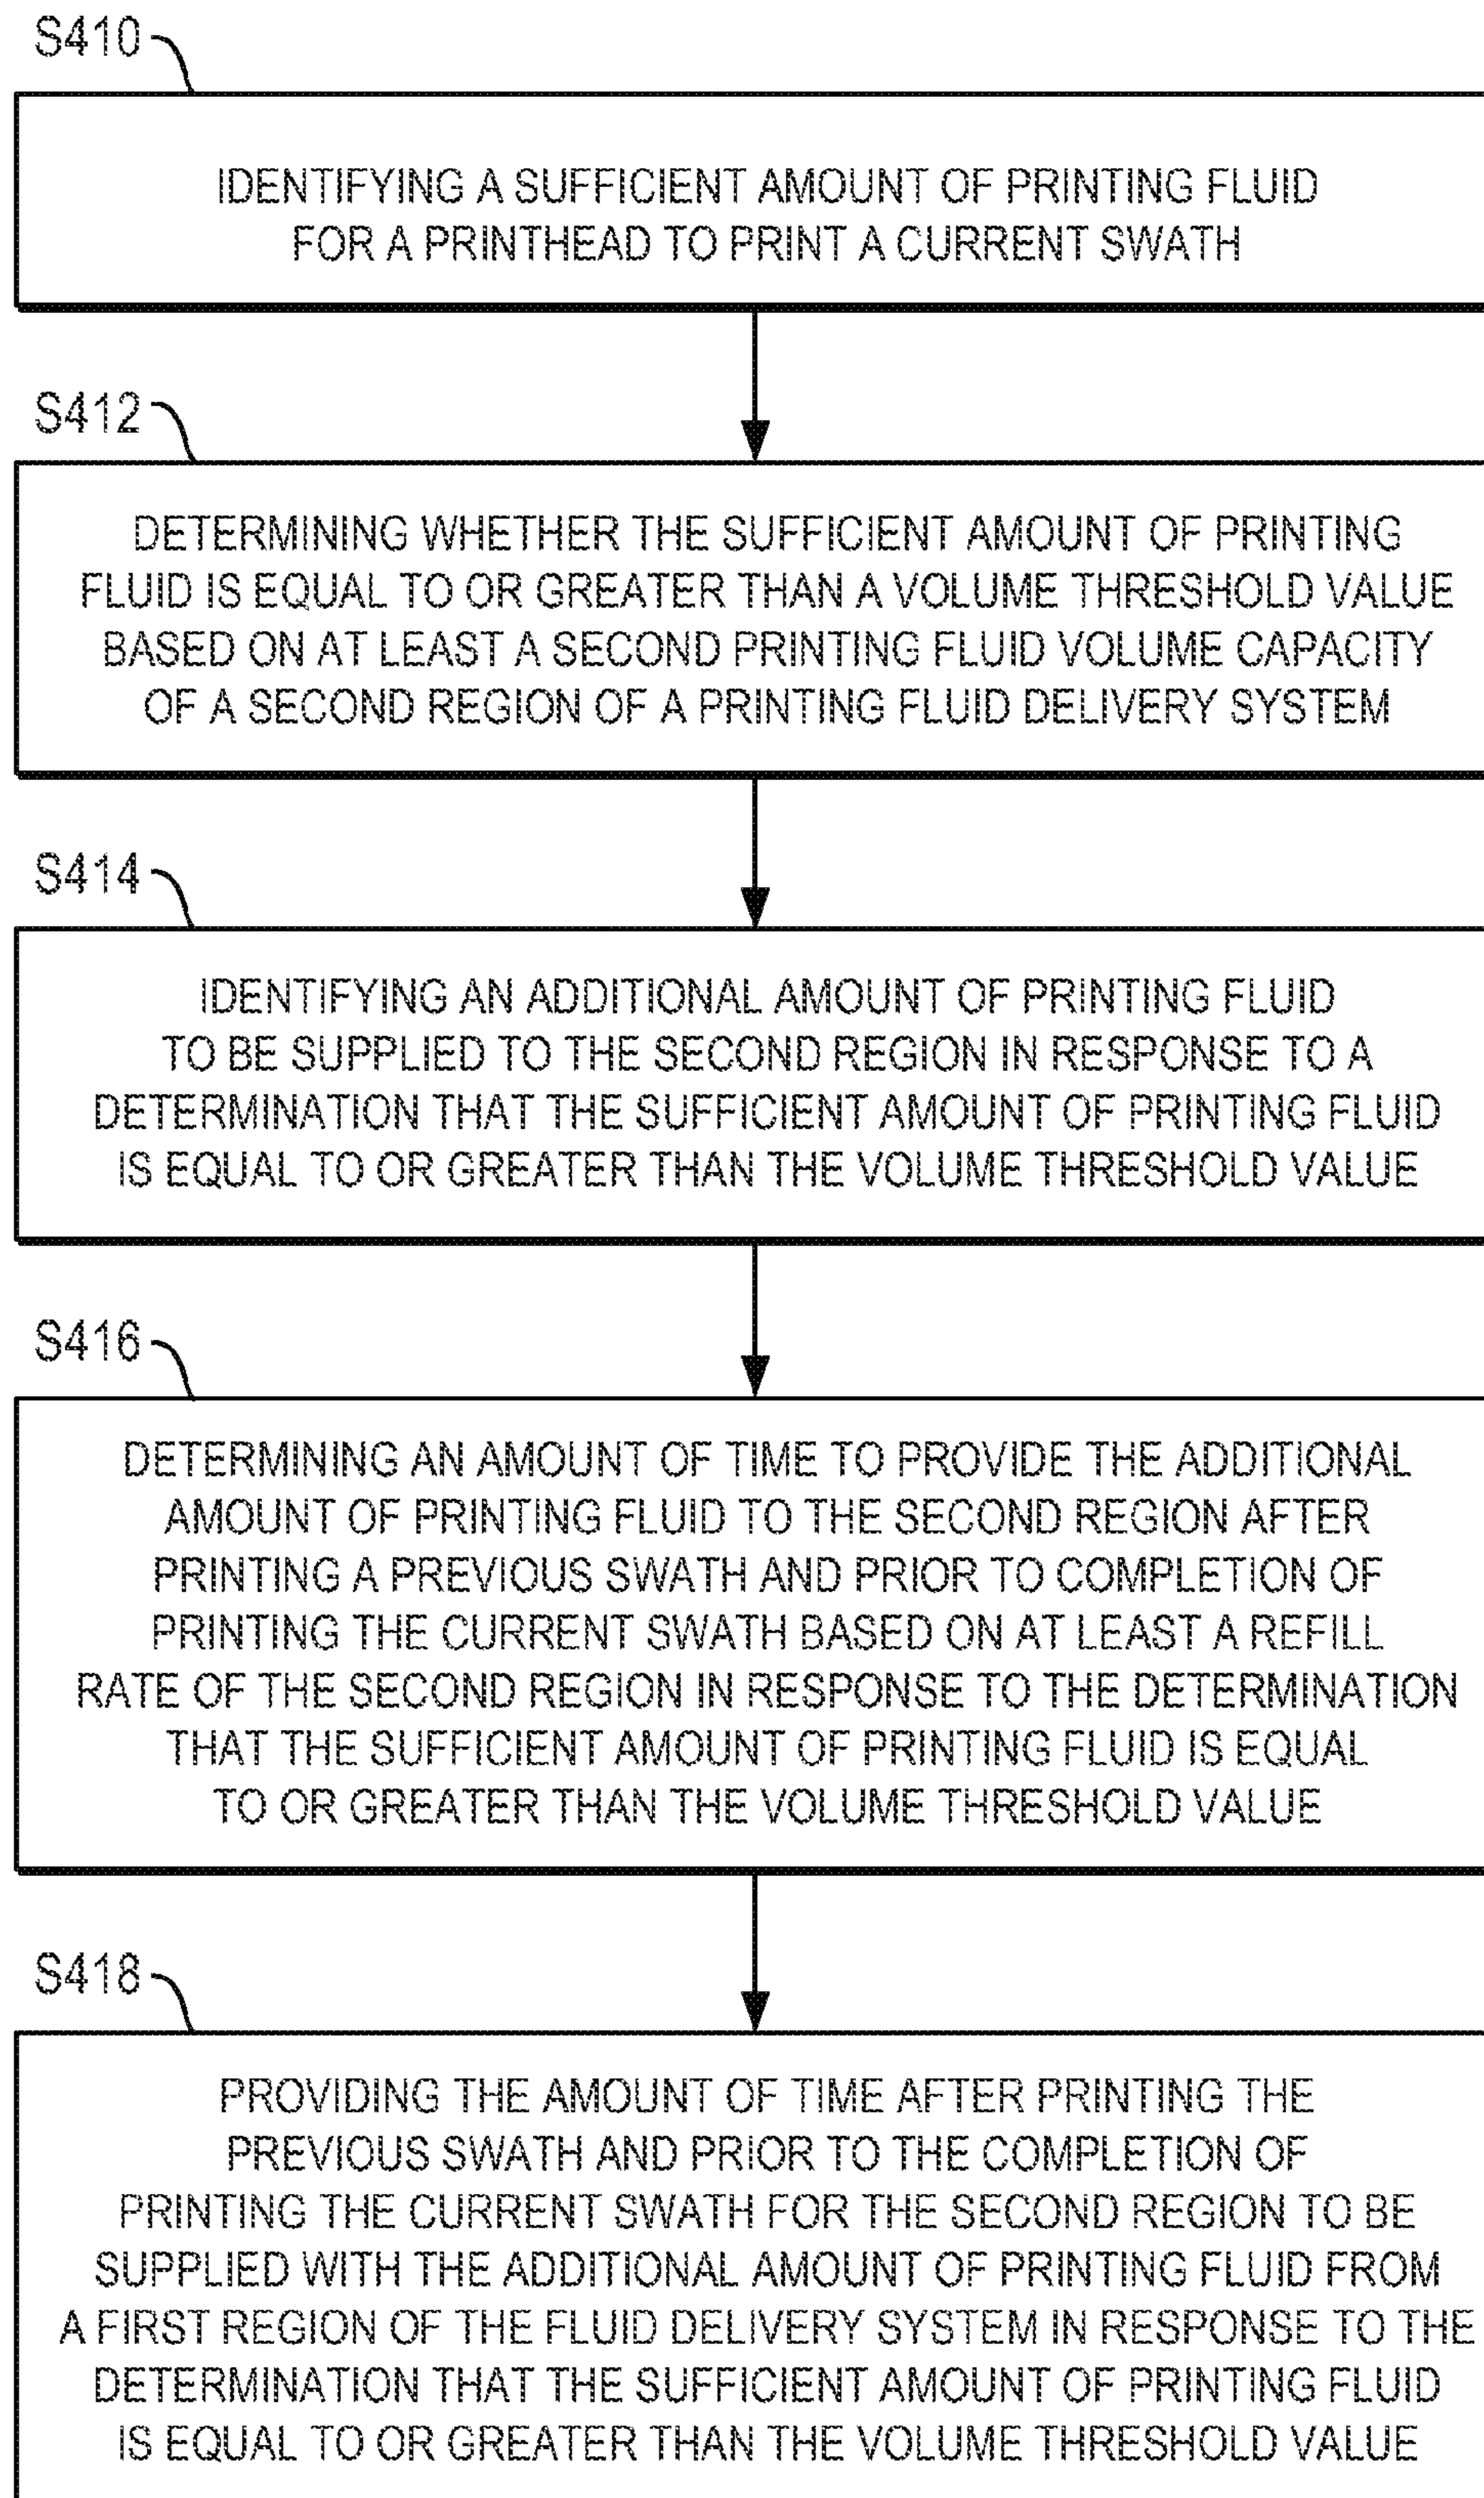 S410
IDENTIFYING A SUFFICIENT AMOUNT OF PRINTING FLUID
FOR A PRINTHEAD TO PRINT A CURRENT SWATH
S412
DETERMINING WHETHER THE SUFFICIENT AMOUNT OF PRINTING
FLUID IS EQUAL TO OR GREATER THAN A VOLUME THRESHOLD VALUE
BASED ON AT LEAST A SECOND PRINTING FLUID VOLUME CAPACITY
OF A SECOND REGION OF A PRINTING FLUID DELIVERY SYSTEM
S414
IDENTIFYING AN ADDITIONAL AMOUNT OF PRINTING FLUID
TO BE SUPPLIED TO THE SECOND REGION IN RESPONSE TO A
DETERMINATION THAT THE SUFFICIENT AMOUNT OF PRINTING FLUID
IS EQUAL TO OR GREATER THAN THE VOLUME THRESHOLD VALUE
S416
DETERMINING AN AMOUNT OF TIME TO PROVIDE THE ADDITIONAL
AMOUNT OF PRINTING FLUID TO THE SECOND REGION AFTER
PRINTING A PREVIOUS SWATH AND PRIOR TO COMPLETION OF
PRINTING THE CURRENT SWATH BASED ON AT LEAST A REFILL
RATE OF THE SECOND REGION IN RESPONSE TO THE DETERMINATION
THAT THE SUFFICIENT AMOUNT OF PRINTING FLUID IS EQUAL
TO OR GREATER THAN THE VOLUME THRESHOLD VALUE
S418
PROVIDING THE AMOUNT OF TIME AFTER PRINTING THE
PREVIOUS SWATH AND PRIOR TO THE COMPLETION OF
PRINTING THE CURRENT SWATH FOR THE SECOND REGION TO BE
SUPPLIED WITH THE ADDITIONAL AMOUNT OF PRINTING FLUID FROM
A FIRST REGION OF THE FLUID DELIVERY SYSTEM IN RESPONSE TO THE
DETERMINATION THAT THE SUFFICIENT AMOUNT OF PRINTING FLUID
IS EQUAL TO OR GREATER THAN THE VOLUME THRESHOLD VALUE